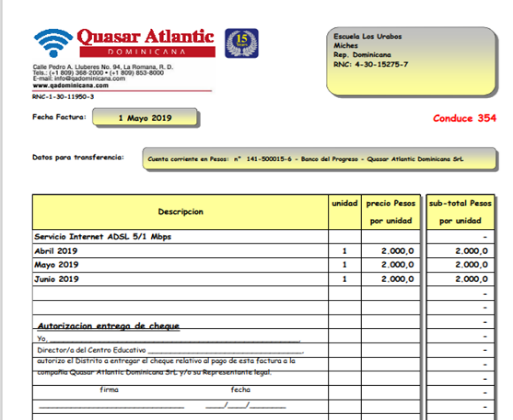 Quasar Atlantic
DOMINICANA
15
Calle Pedro A. Lluberes No. 94, La Romana, R. D.
Tels.: (+1 809) 368-2000 • (+1 809) 853-8000
E-mail: info@qadominicana.com
www.qadominicana.com
RNC-1-30-11950-3
Escuela Los Urabos
Miches
Rep. Dominicana
RNC: 4-30-15275-7
Fecha Factura: 1 Mayo 2019
Conduce 354
Datos para transferencia: Cuenta corriente en Pesos: n° 141-500015-6 - Banco del Progreso - Quasar Atlantic Dominicana SrL
Descripcion unidad precio Pesos por unidad sub-total Pesos por unidad
Servicio Internet ADSL 5/1 Mbps -
Abril 2019 1 2.000,0 2.000,0
Mayo 2019 1 2.000,0 2.000,0
Junio 2019 1 2.000,0 2.000,0
-
-
-
Autorizacion entrega de cheque -
Yo, -
Director/a del Centro Educativo -
autorizo el Distrito a entregar el cheque relativo al pago de esta factura a la -
compañia Quasar Atlantic Dominicana SrL y/o su Representante legal. -
firma fecha -
___/___/______ -